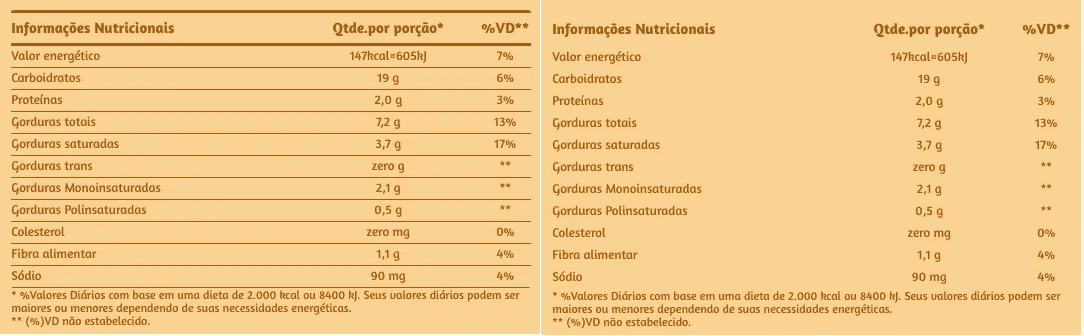 Informações Nutricionais Qtde.por porção* %VD**
Valor energético 147kcal=605kJ 7%
Carboidratos 19 g 6%
Proteínas 2,0 g 3%
Gorduras totais 7,2 g 13%
Gorduras saturadas 3,7 g 17%
Gorduras trans zero g **
Gorduras Monoinsaturadas 2,1 g **
Gorduras Polinsaturadas 0,5 g **
Colesterol zero mg 0%
Fibra alimentar 1,1 g 4%
Sódio 90 mg 4%
* %Valores Diários com base em uma dieta de 2.000 kcal ou 8400 kJ. Seus valores diários podem ser
maiores ou menores dependendo de suas necessidades energéticas.
** (%)VD não estabelecido.
Informações Nutricionais Qtde.por porção* %VD**
Valor energético 147kcal=605kJ 7%
Carboidratos 19 g 6%
Proteínas 2,0 g 3%
Gorduras totais 7,2 g 13%
Gorduras saturadas 3,7 g 17%
Gorduras trans zero g **
Gorduras Monoinsaturadas 2,1 g **
Gorduras Polinsaturadas 0,5 g **
Colesterol zero mg 0%
Fibra alimentar 1,1 g 4%
Sódio 90 mg 4%
* %Valores Diários com base em uma dieta de 2.000 kcal ou 8400 kJ. Seus valores diários podem ser
maiores ou menores dependendo de suas necessidades energéticas.
** (%)VD não estabelecido.